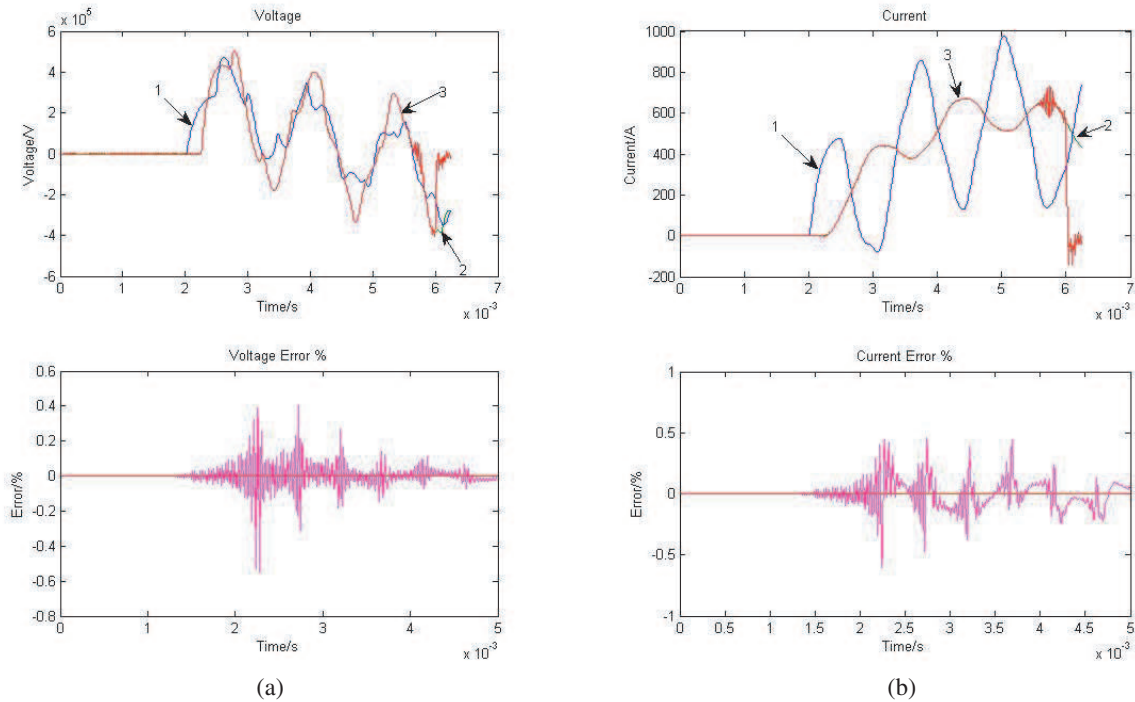 Voltage
x 10^5
6
4
2
0
-2
-4
-6
Voltage/V
1
3
2
0 1 2 3 4 5 6 7
Time/s
x 10^-3
Current
1000
800
600
400
200
0
-200
Current/A
1
3
2
0 1 2 3 4 5 6 7
Time/s
x 10^-3
Voltage Error %
0.6
0.4
0.2
0
-0.2
-0.4
-0.6
-0.8
Error/%
0 1 2 3 4 5
Time/s
x 10^-3
(a)
Current Error %
1
0.5
0
-0.5
-1
Error/%
0 0.5 1 1.5 2 2.5 3 3.5 4 4.5 5
Time/s
x 10^-3
(b)